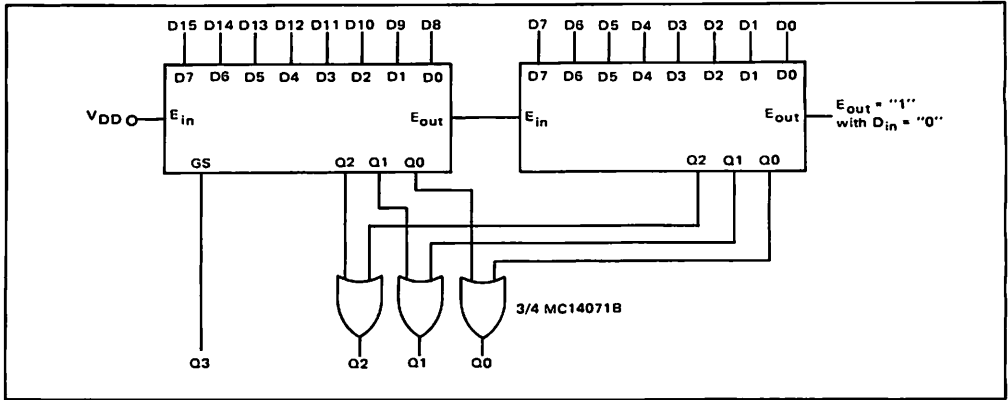 D15 D14 D13 D12 D11 D10 D9 D8
D7 D6 D5 D4 D3 D2 D1 D0
D7 D6 D5 D4 D3 D2 D1 D0
D7 D6 D5 D4 D3 D2 D1 D0
VDD Ein Eout Ein Eout Eout = "1"
with Din = "0"
GS Q2 Q1 Q0 Q2 Q1 Q0
3/4 MC14071B
Q3 Q2 Q1 Q0